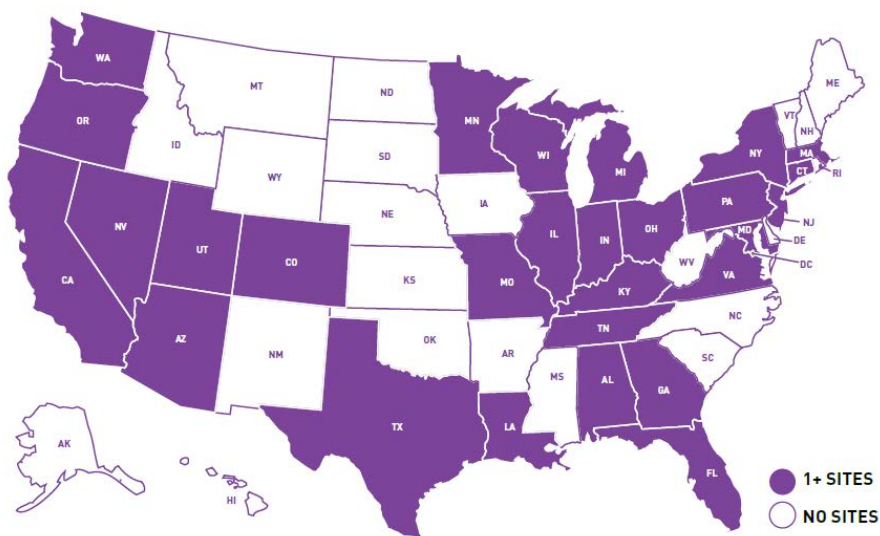 WA
MT
ND
MN
ME
VT
NH
OR
ID
SD
WI
NY
MA
MI
CT
RI
WY
IA
PA
NE
NJ
NV
OH
MD
IL
IN
DE
UT
CO
WV
DC
CA
KS
MO
VA
KY
NC
TN
AZ
OK
NM
AR
SC
MS
AL
GA
TX
LA
AK
FL
HI
1+ SITES
NO SITES